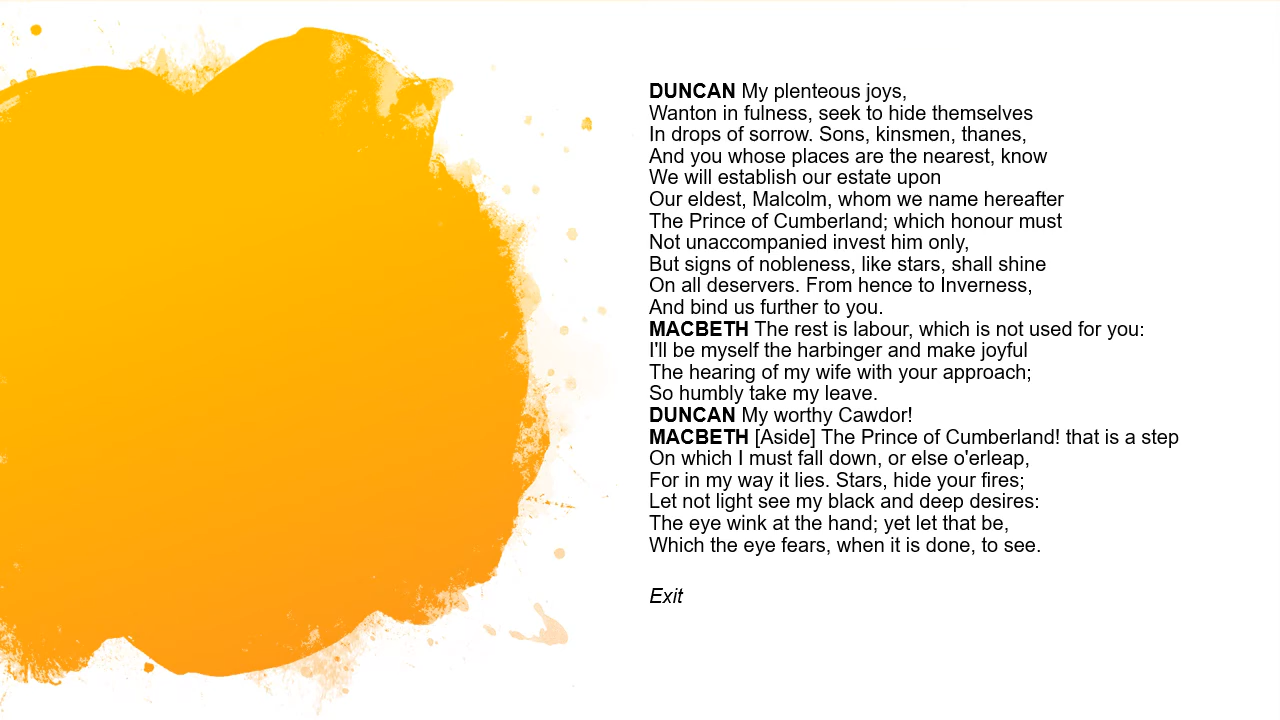 DUNCAN My plenteous joys,
Wanton in fulness, seek to hide themselves
In drops of sorrow. Sons, kinsmen, thanes,
And you whose places are the nearest, know
We will establish our estate upon
Our eldest, Malcolm, whom we name hereafter
The Prince of Cumberland; which honour must
Not unaccompanied invest him only,
But signs of nobleness, like stars, shall shine
On all deservers. From hence to Inverness,
And bind us further to you.
MACBETH The rest is labour, which is not used for you:
I'll be myself the harbinger and make joyful
The hearing of my wife with your approach;
So humbly take my leave.
DUNCAN My worthy Cawdor!
MACBETH [Aside] The Prince of Cumberland! that is a step
On which I must fall down, or else o'erleap,
For in my way it lies. Stars, hide your fires;
Let not light see my black and deep desires:
The eye wink at the hand; yet let that be,
Which the eye fears, when it is done, to see.
Exit